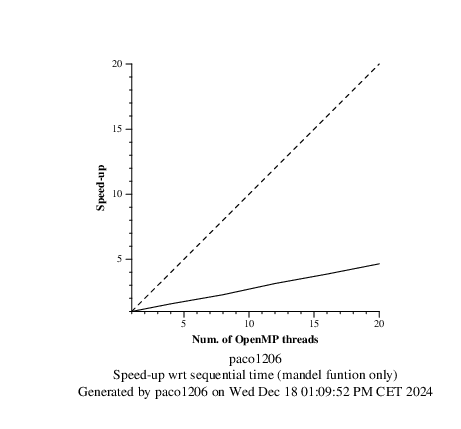 20
15
10
5
Speed-up
5
10
15
20
Num. of OpenMP threads
paco1206
Speed-up wrt sequential time (mandel funtion only)
Generated by paco1206 on Wed Dec 18 01:09:52 PM CET 2024